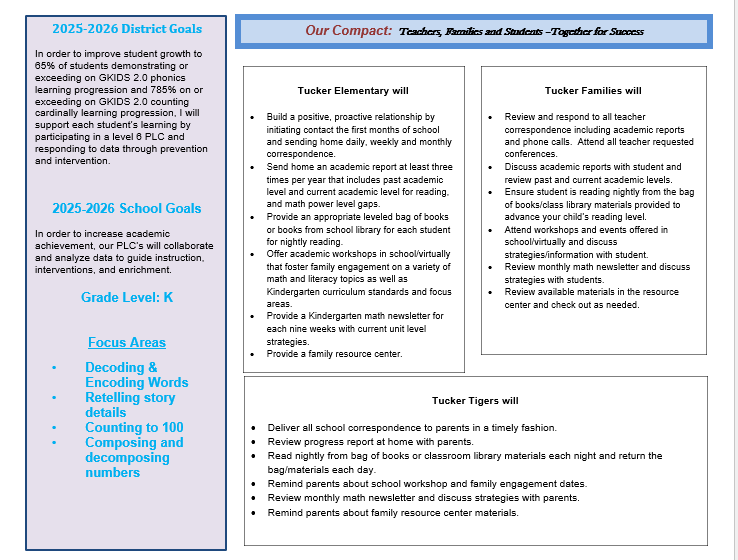 2025-2026 District Goals
In order to improve student growth to
65% of students demonstrating or
exceeding on GKIDS 2.0 phonics
learning progression and 785% on or
exceeding on GKIDS 2.0 counting
cardinally learning progression, I will
support each student's learning by
participating in a level 6 PLC and
responding to data through prevention
and intervention.
2025-2026 School Goals
In order to increase academic
achievement, our PLC's will collaborate
and analyze data to guide instruction,
interventions, and enrichment.
Grade Level: K
Focus Areas
• Decoding &
Encoding Words
• Retelling story
details
• Counting to 100
• Composing and
decomposing
numbers
Our Compact: Teachers, Families and Students –Together for Success
Tucker Elementary will
• Build a positive, proactive relationship by
initiating contact the first months of school
and sending home daily, weekly and monthly
correspondence.
• Send home an academic report at least three
times per year that includes past academic
level and current academic level for reading,
and math power level gaps.
• Provide an appropriate leveled bag of books
or books from school library for each student
for nightly reading.
• Offer academic workshops in school/virtually
that foster family engagement on a variety of
math and literacy topics as well as
Kindergarten curriculum standards and focus
areas.
• Provide a Kindergarten math newsletter for
each nine weeks with current unit level
strategies.
• Provide a family resource center.
Tucker Families will
• Review and respond to all teacher
correspondence including academic reports
and phone calls. Attend all teacher requested
conferences.
• Discuss academic reports with student and
review past and current academic levels.
• Ensure student is reading nightly from the bag
of books/class library materials provided to
advance your child's reading level.
• Attend workshops and events offered in
school/virtually and discuss
strategies/information with student.
• Review monthly math newsletter and discuss
strategies with students.
• Review available materials in the resource
center and check out as needed.
Tucker Tigers will
• Deliver all school correspondence to parents in a timely fashion.
• Review progress report at home with parents.
• Read nightly from bag of books or classroom library materials each night and return the
bag/materials each day.
• Remind parents about school workshop and family engagement dates.
• Review monthly math newsletter and discuss strategies with parents.
• Remind parents about family resource center materials.